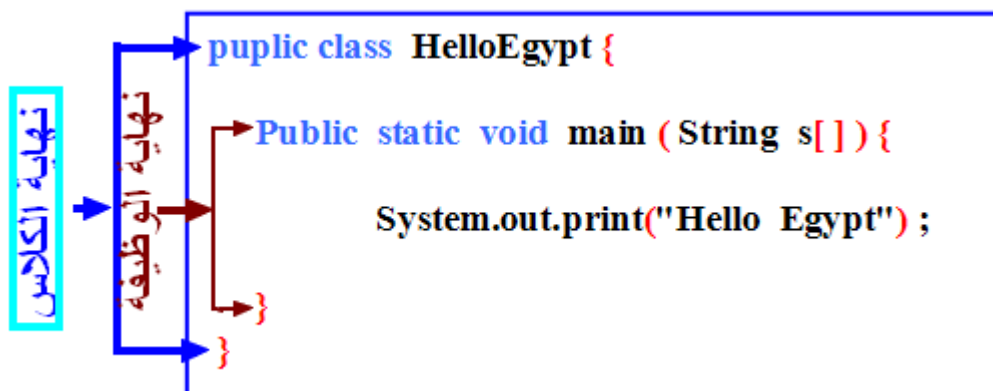 puplic class HelloEgypt {
Public static void main ( String s[ ] ) {
System.out.print("Hello Egypt") ;
}
}
نهاية الوظيفة
نهاية الكلاس